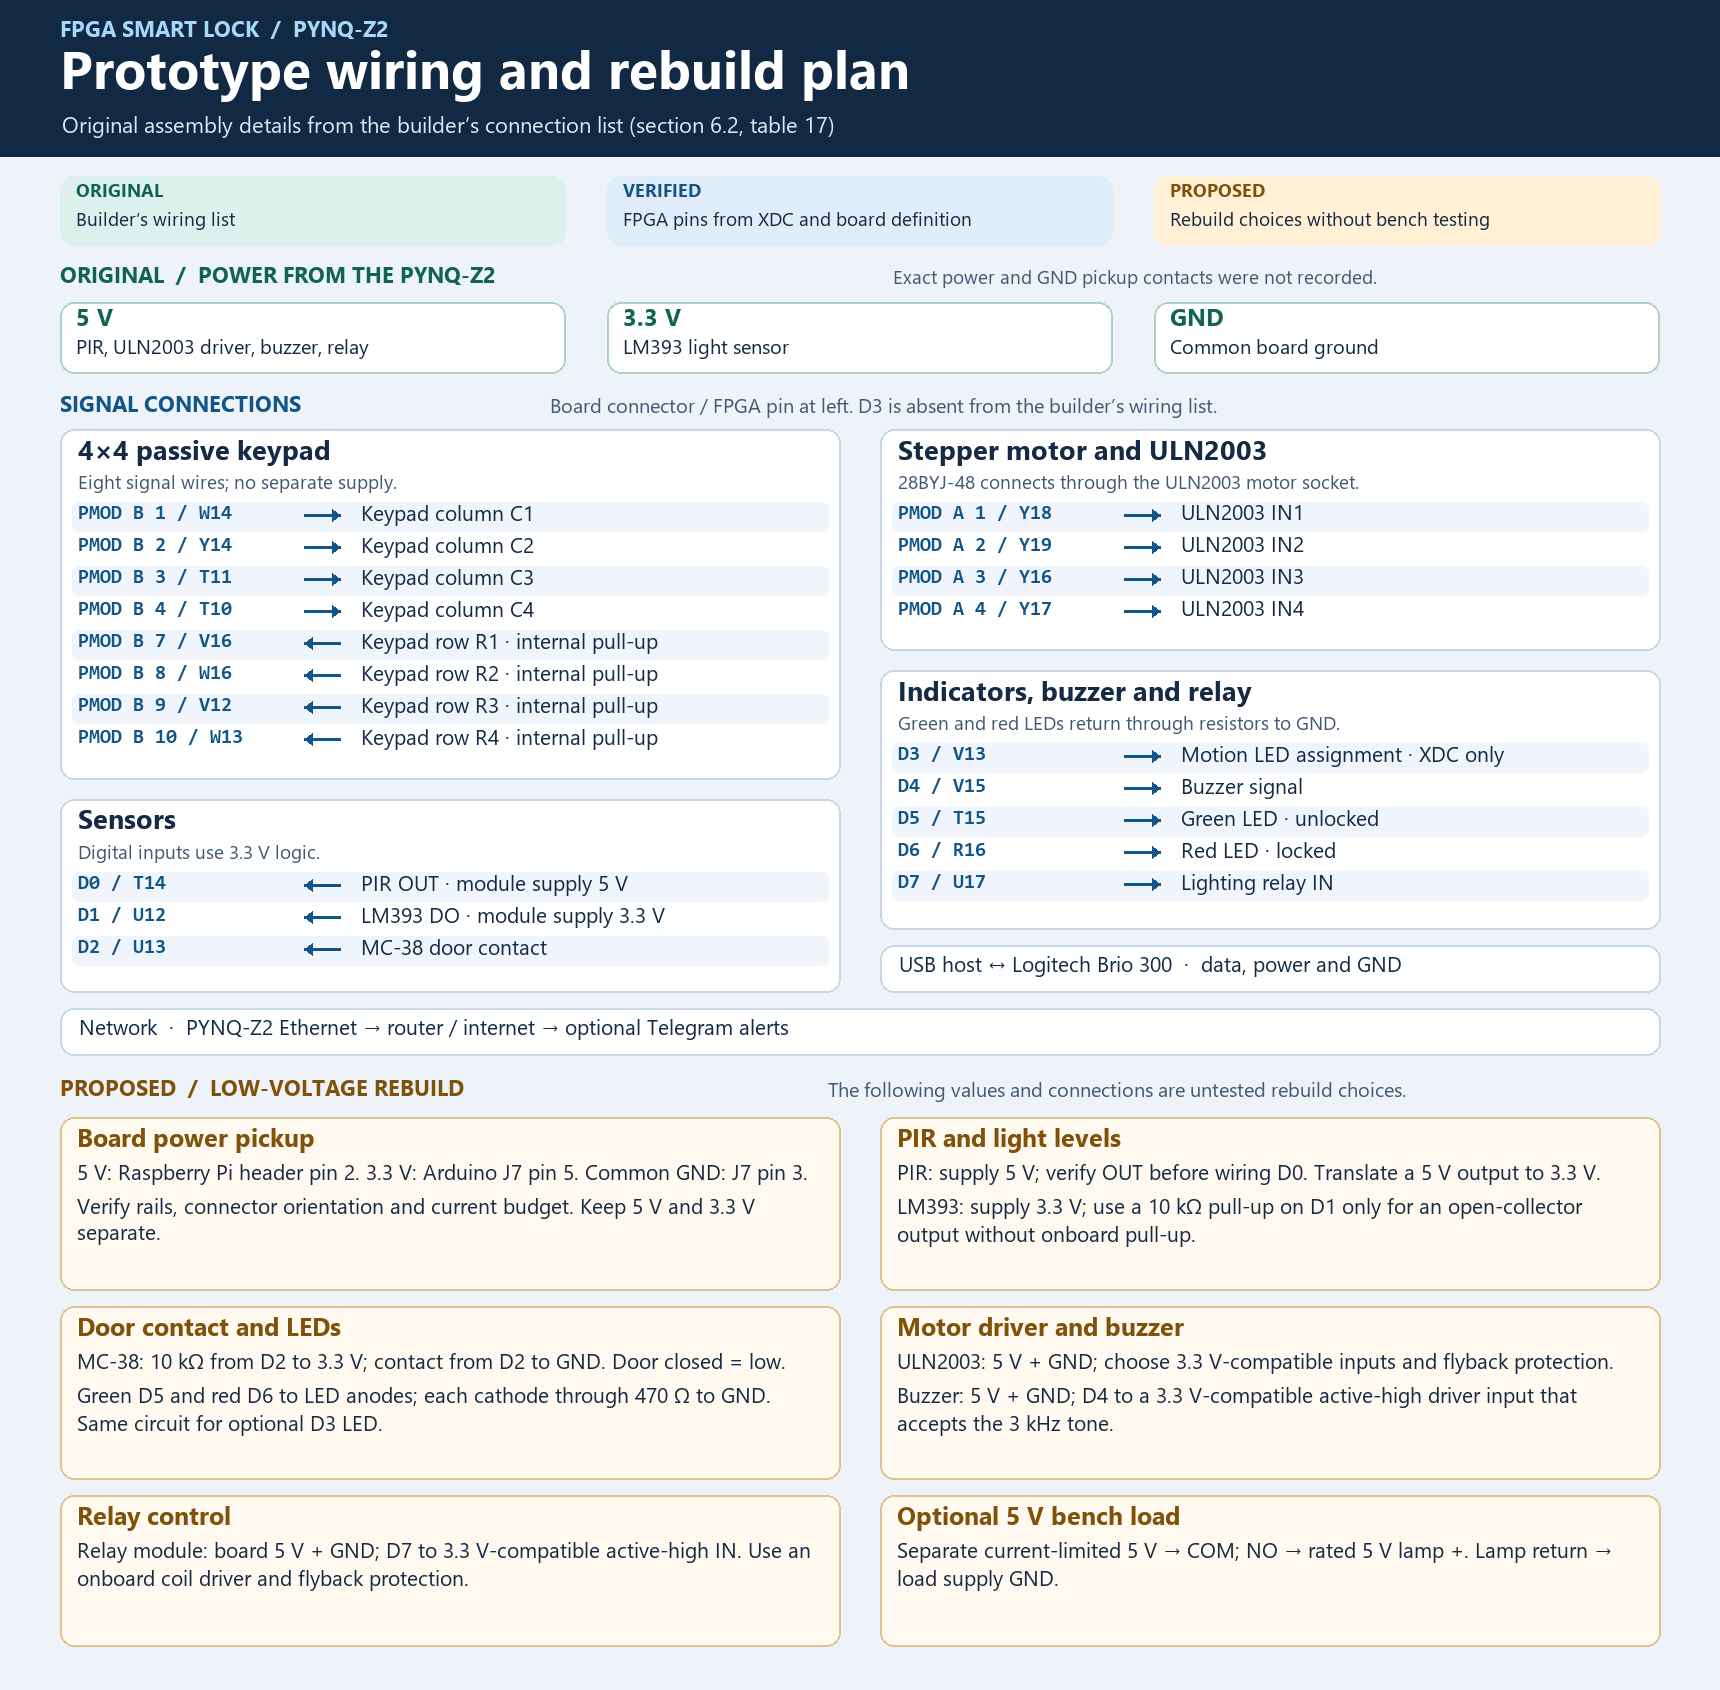 FPGA SMART LOCK / PYNQ-Z2
Prototype wiring and rebuild plan
Original assembly details from the builder’s connection list (section 6.2, table 17)
ORIGINAL
Builder’s wiring list
VERIFIED
FPGA pins from XDC and board definition
PROPOSED
Rebuild choices without bench testing
ORIGINAL / POWER FROM THE PYNQ-Z2
Exact power and GND pickup contacts were not recorded.
5 V
PIR, ULN2003 driver, buzzer, relay
3.3 V
LM393 light sensor
GND
Common board ground
SIGNAL CONNECTIONS
Board connector / FPGA pin at left. D3 is absent from the builder’s wiring list.
4×4 passive keypad
Eight signal wires; no separate supply.
PMOD B 1 / W14 → Keypad column C1
PMOD B 2 / Y14 → Keypad column C2
PMOD B 3 / T11 → Keypad column C3
PMOD B 4 / T10 → Keypad column C4
PMOD B 7 / V16 ← Keypad row R1 · internal pull-up
PMOD B 8 / W16 ← Keypad row R2 · internal pull-up
PMOD B 9 / V12 ← Keypad row R3 · internal pull-up
PMOD B 10 / W13 ← Keypad row R4 · internal pull-up
Sensors
Digital inputs use 3.3 V logic.
D0 / T14 ← PIR OUT · module supply 5 V
D1 / U12 ← LM393 DO · module supply 3.3 V
D2 / U13 ← MC-38 door contact
Stepper motor and ULN2003
28BYJ-48 connects through the ULN2003 motor socket.
PMOD A 1 / Y18 → ULN2003 IN1
PMOD A 2 / Y19 → ULN2003 IN2
PMOD A 3 / Y16 → ULN2003 IN3
PMOD A 4 / Y17 → ULN2003 IN4
Indicators, buzzer and relay
Green and red LEDs return through resistors to GND.
D3 / V13 → Motion LED assignment · XDC only
D4 / V15 → Buzzer signal
D5 / T15 → Green LED · unlocked
D6 / R16 → Red LED · locked
D7 / U17 → Lighting relay IN
USB host ↔ Logitech Brio 300 · data, power and GND
Network · PYNQ-Z2 Ethernet → router / internet → optional Telegram alerts
PROPOSED / LOW-VOLTAGE REBUILD
The following values and connections are untested rebuild choices.
Board power pickup
5 V: Raspberry Pi header pin 2. 3.3 V: Arduino J7 pin 5. Common GND: J7 pin 3.
Verify rails, connector orientation and current budget. Keep 5 V and 3.3 V
separate.
PIR and light levels
PIR: supply 5 V; verify OUT before wiring D0. Translate a 5 V output to 3.3 V.
LM393: supply 3.3 V; use a 10 kΩ pull-up on D1 only for an open-collector
output without onboard pull-up.
Door contact and LEDs
MC-38: 10 kΩ from D2 to 3.3 V; contact from D2 to GND. Door closed = low.
Green D5 and red D6 to LED anodes; each cathode through 470 Ω to GND.
Same circuit for optional D3 LED.
Motor driver and buzzer
ULN2003: 5 V + GND; choose 3.3 V-compatible inputs and flyback protection.
Buzzer: 5 V + GND; D4 to a 3.3 V-compatible active-high driver input that
accepts the 3 kHz tone.
Relay control
Relay module: board 5 V + GND; D7 to 3.3 V-compatible active-high IN. Use an
onboard coil driver and flyback protection.
Optional 5 V bench load
Separate current-limited 5 V → COM; NO → rated 5 V lamp +. Lamp return →
load supply GND.